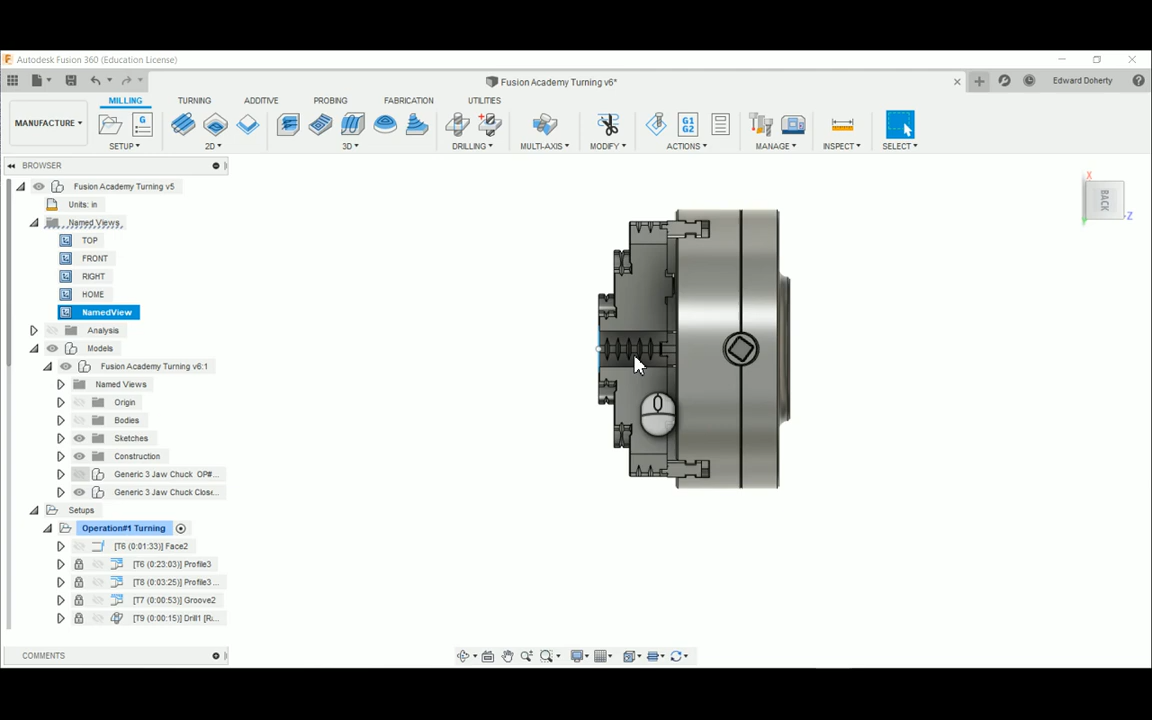 Autodesk Fusion 360 (Education License)
Fusion Academy Turning v6*
Edward Doherty
MANUFACTURE
MILLING
TURNING
ADDITIVE
PROBING
FABRICATION
UTILITIES
SETUP
2D
3D
DRILLING
MULTI-AXIS
MODIFY
ACTIONS
MANAGE
INSPECT
SELECT
G
G1
G2
BROWSER
Fusion Academy Turning v5
Units: in
Named Views
TOP
FRONT
RIGHT
HOME
NamedView
Analysis
Models
Fusion Academy Turning v6:1
Named Views
Origin
Bodies
Sketches
Construction
Generic 3 Jaw Chuck OP#...
Generic 3 Jaw Chuck Close...
Setups
Operation#1 Turning
[T6 (0:01:33)] Face2
[T6 (0:23:03)] Profile3
[T8 (0:03:25)] Profile3 ...
[T7 (0:00:53)] Groove2
[T9 (0:00:15)] Drill1 [Ra...
COMMENTS
X
BACK
Z